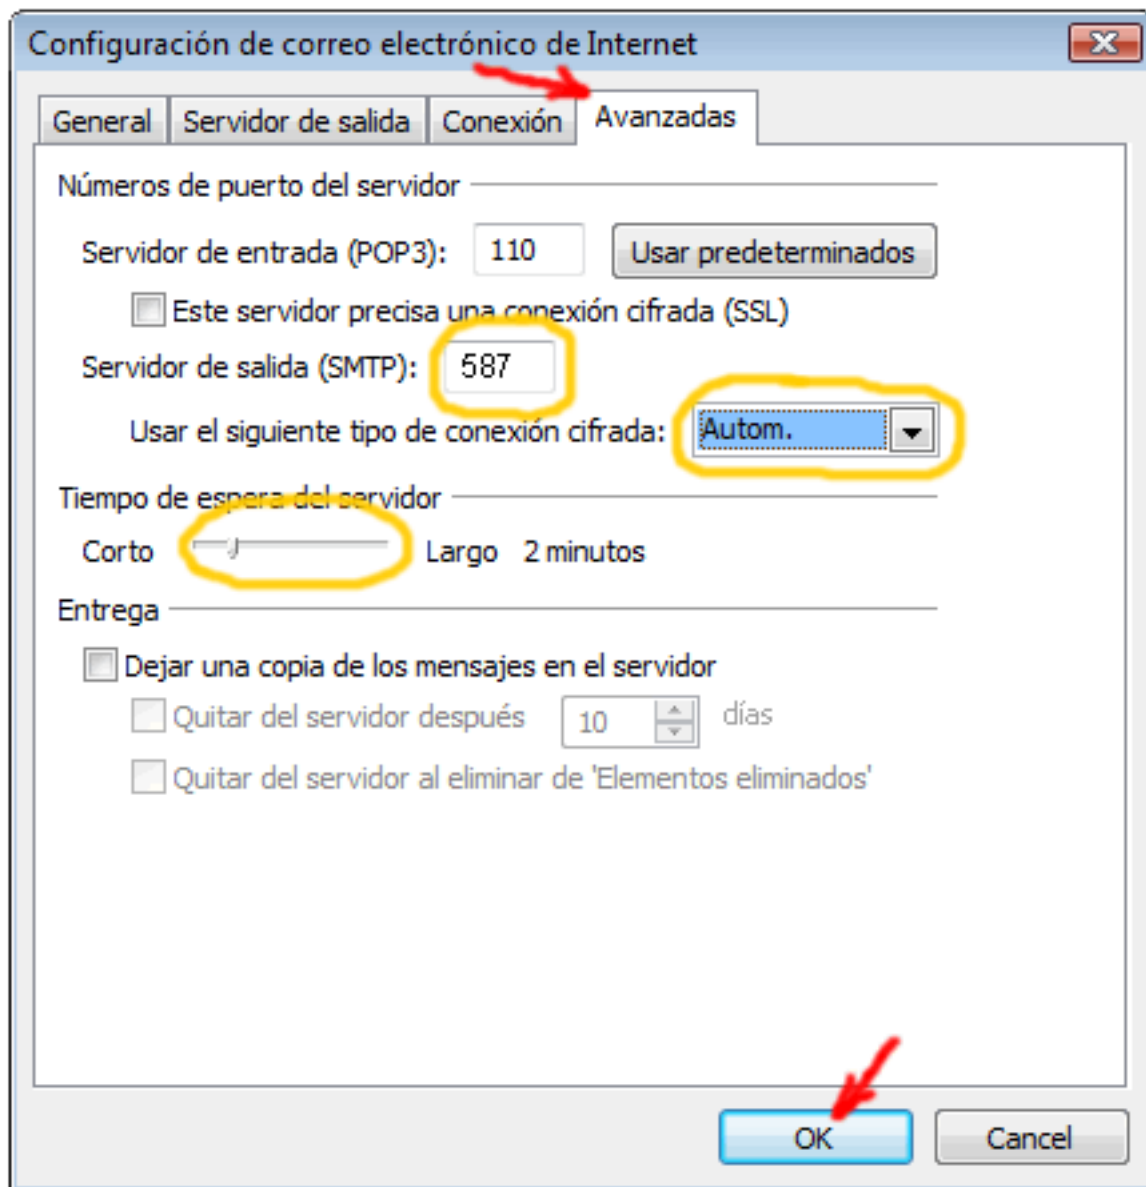 Configuración de correo electrónico de Internet
General Servidor de salida Conexión Avanzadas
Números de puerto del servidor
Servidor de entrada (POP3): 110 Usar predeterminados
Este servidor precisa una conexión cifrada (SSL)
Servidor de salida (SMTP): 587
Usar el siguiente tipo de conexión cifrada: Autom.
Tiempo de espera del servidor
Corto Largo 2 minutos
Entrega
Dejar una copia de los mensajes en el servidor
Quitar del servidor después 10 días
Quitar del servidor al eliminar de 'Elementos eliminados'
OK Cancel